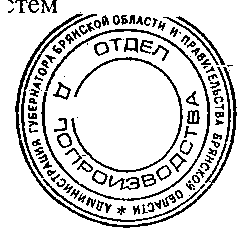 стем
АДМИНИСТРАЦИЯ ГУБЕРНАТОРА БРЯНСКОЙ ОБЛАСТИ И ПРАВИТЕЛЬСТВА БРЯНСКОЙ ОБЛАСТИ *
ОТДЕЛ
ДЕЛОПРОИЗВОДСТВА